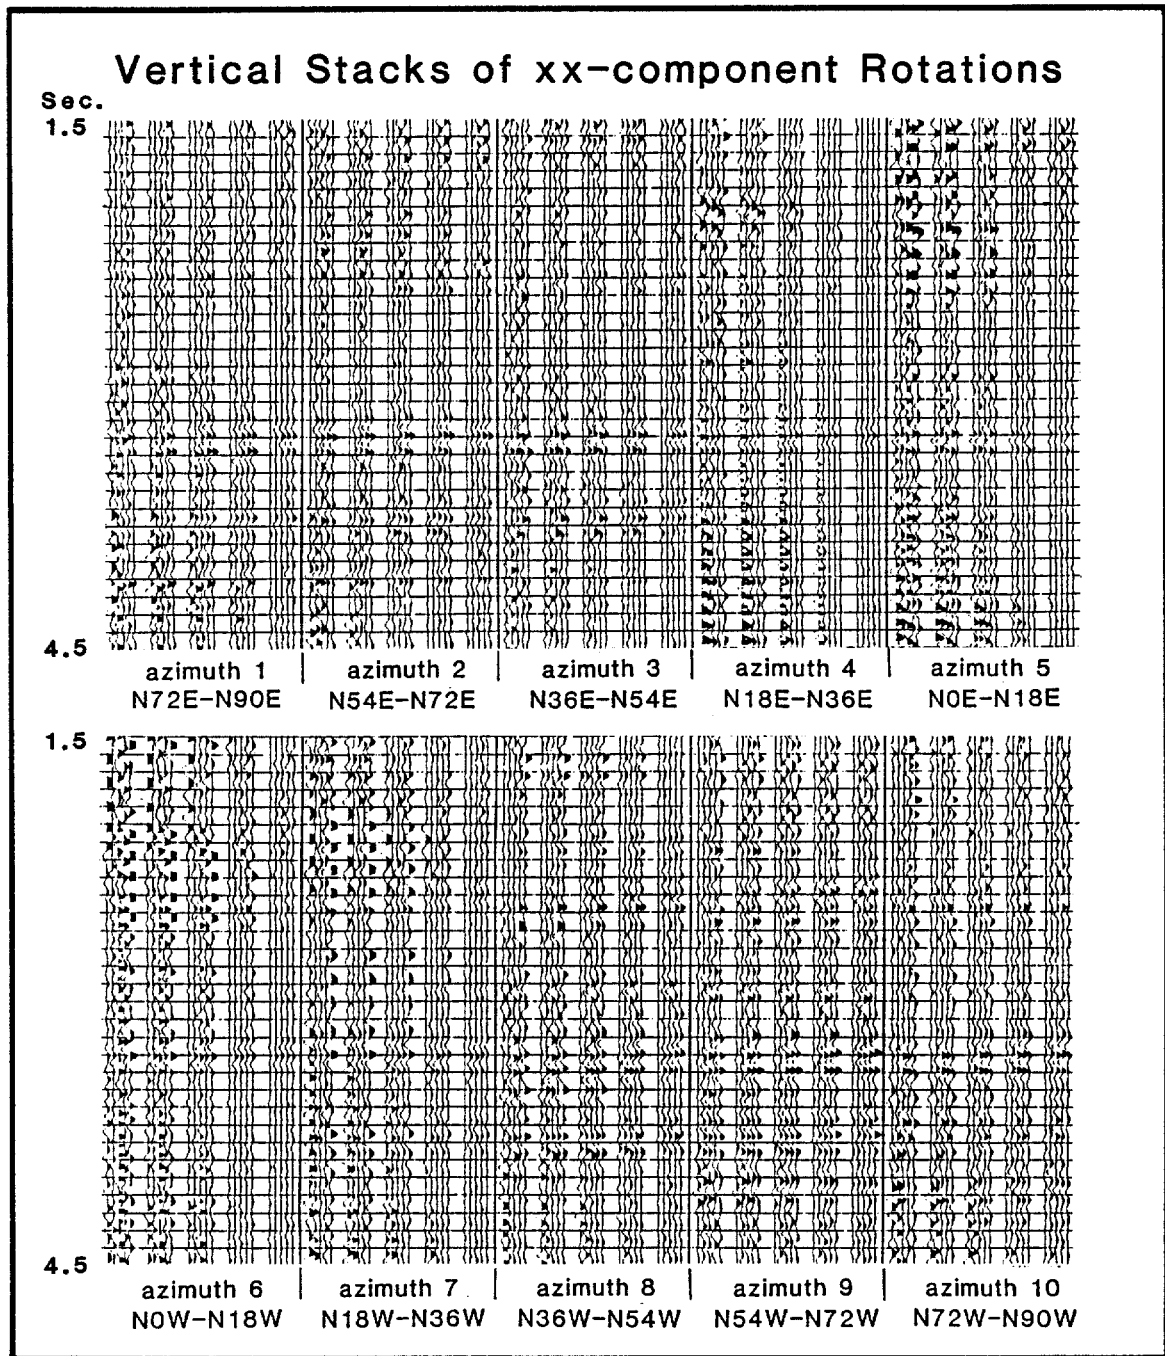 Vertical Stacks of xx-component Rotations
Sec.
1.5
4.5
azimuth 1 azimuth 2 azimuth 3 azimuth 4 azimuth 5
N72E-N90E N54E-N72E N36E-N54E N18E-N36E N0E-N18E
1.5
4.5
azimuth 6 azimuth 7 azimuth 8 azimuth 9 azimuth 10
N0W-N18W N18W-N36W N36W-N54W N54W-N72W N72W-N90W